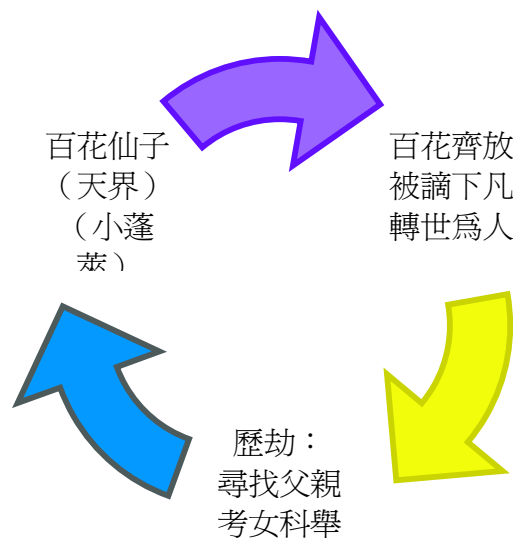 百花仙子
（天界）
（小蓬
萊）
百花齊放
被謫下凡
轉世爲人
歷劫：
尋找父親
考女科舉